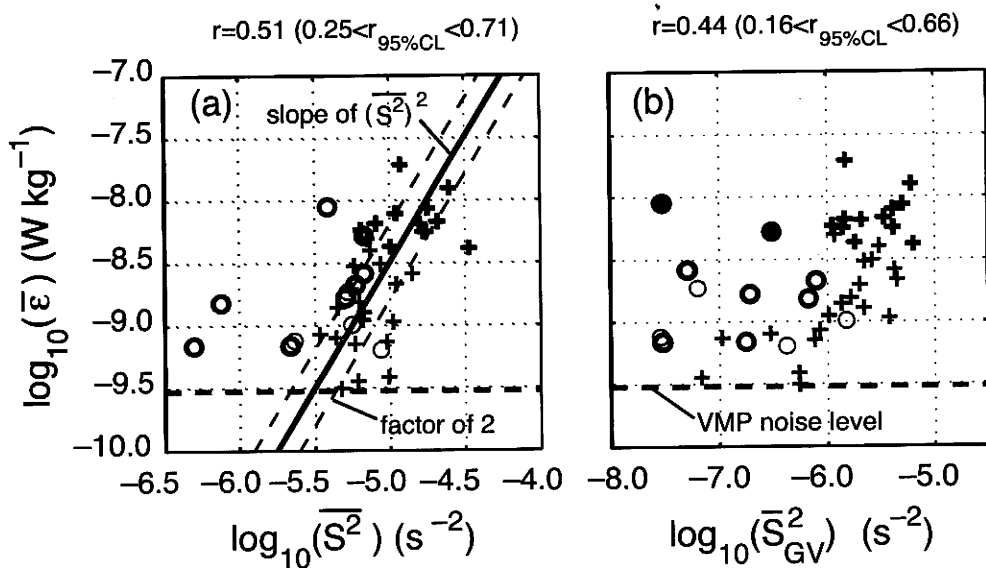 r=0.51 (0.25<r95%CL<0.71)
r=0.44 (0.16<r95%CL<0.66)
−7.0
−7.5
−8.0
−8.5
−9.0
−9.5
−10.0
log10(ε̅) (W kg−1)
(a)
slope of (S̅²)²
factor of 2
−6.5 −6.0 −5.5 −5.0 −4.5 −4.0
log10(S̅²) (s−2)
(b)
VMP noise level
−8.0 −7.0 −6.0 −5.0
log10(S̅²GV) (s−2)